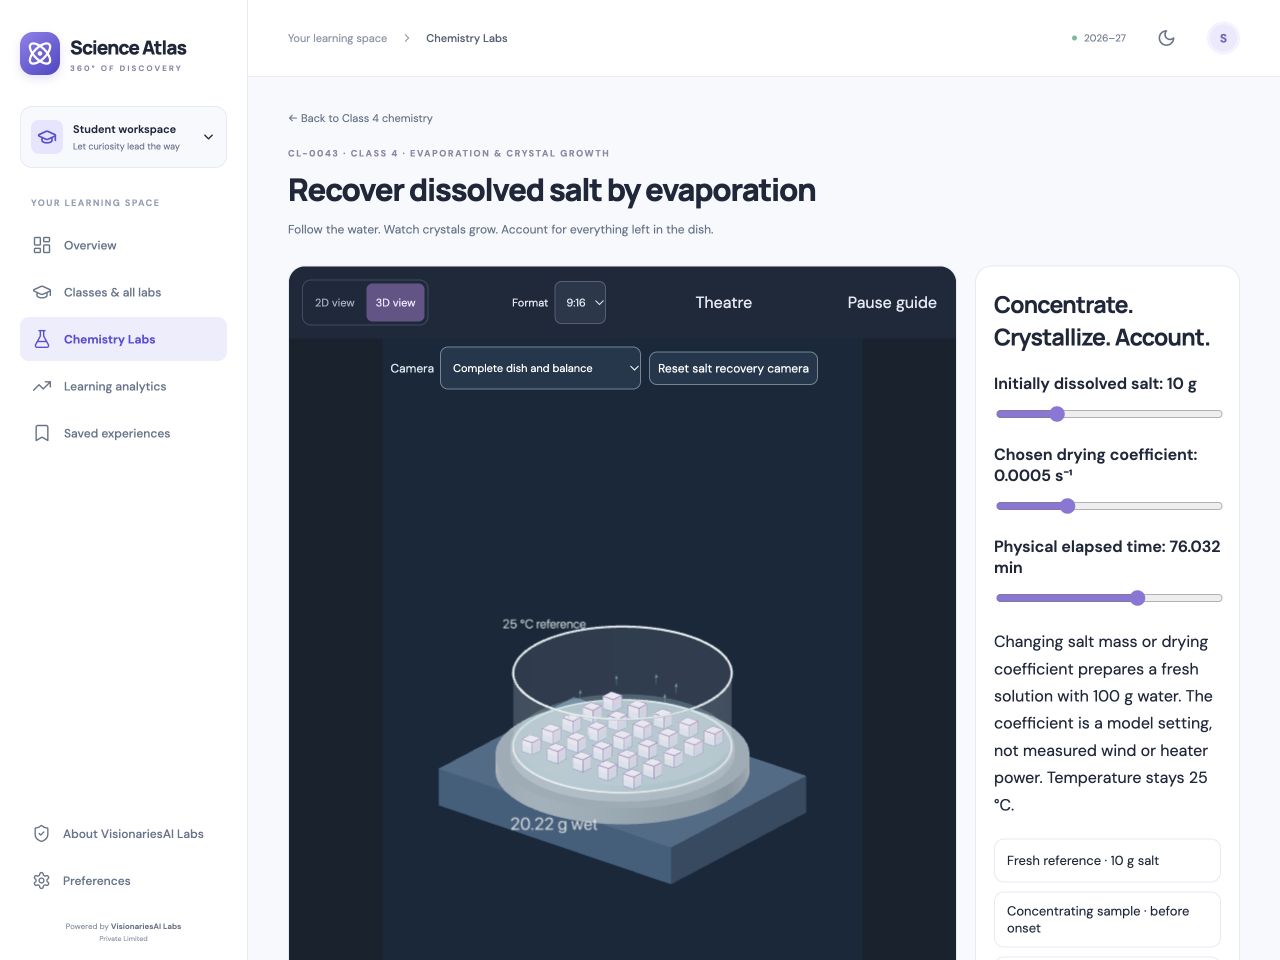 Science Atlas
360° OF DISCOVERY
Student workspace
Let curiosity lead the way
YOUR LEARNING SPACE
Overview
Classes & all labs
Chemistry Labs
Learning analytics
Saved experiences
About VisionariesAI Labs
Preferences
Powered by VisionariesAI Labs
Private Limited
Your learning space > Chemistry Labs
2026–27
S
← Back to Class 4 chemistry
CL-0043 · CLASS 4 · EVAPORATION & CRYSTAL GROWTH
Recover dissolved salt by evaporation
Follow the water. Watch crystals grow. Account for everything left in the dish.
2D view
3D view
Format
9:16
Theatre
Pause guide
Camera
Complete dish and balance
Reset salt recovery camera
25 °C reference
20.22 g wet
Concentrate.
Crystallize. Account.
Initially dissolved salt: 10 g
Chosen drying coefficient:
0.0005 s⁻¹
Physical elapsed time: 76.032
min
Changing salt mass or drying
coefficient prepares a fresh
solution with 100 g water. The
coefficient is a model setting,
not measured wind or heater
power. Temperature stays 25
°C.
Fresh reference · 10 g salt
Concentrating sample · before
onset